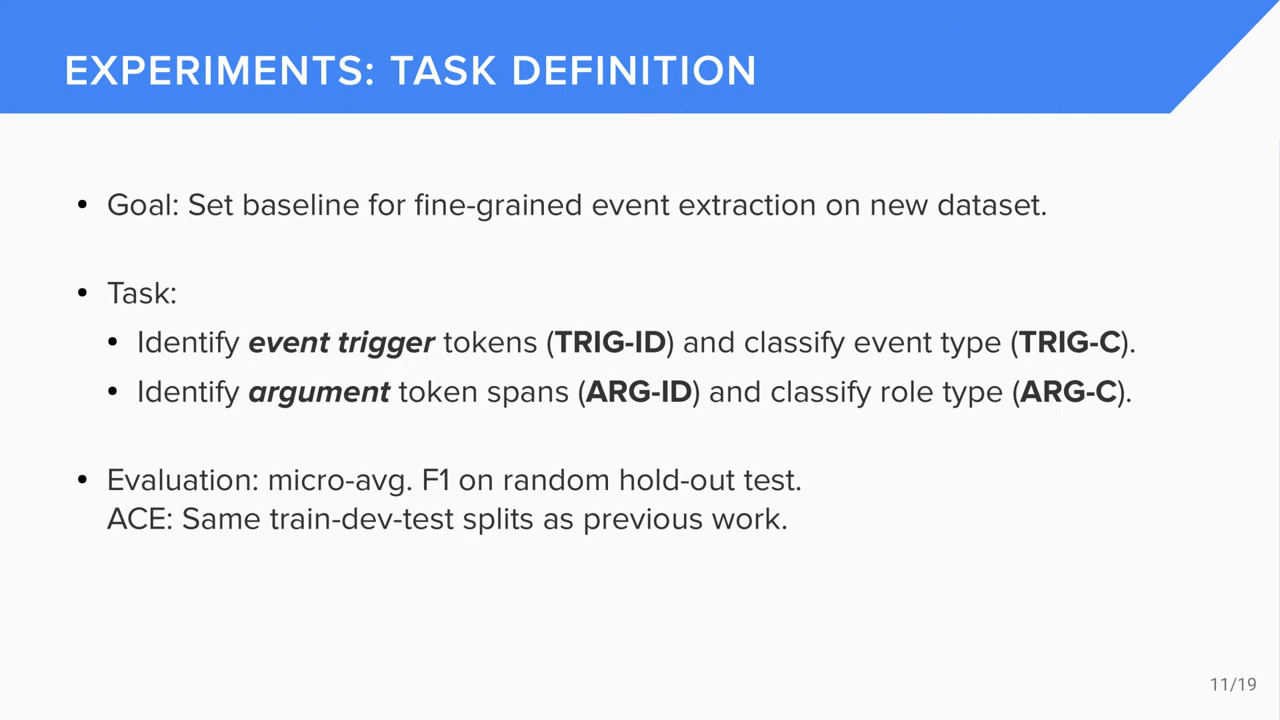 EXPERIMENTS: TASK DEFINITION
• Goal: Set baseline for fine-grained event extraction on new dataset.
• Task:
• Identify event trigger tokens (TRIG-ID) and classify event type (TRIG-C).
• Identify argument token spans (ARG-ID) and classify role type (ARG-C).
• Evaluation: micro-avg. F1 on random hold-out test.
ACE: Same train-dev-test splits as previous work.
11/19